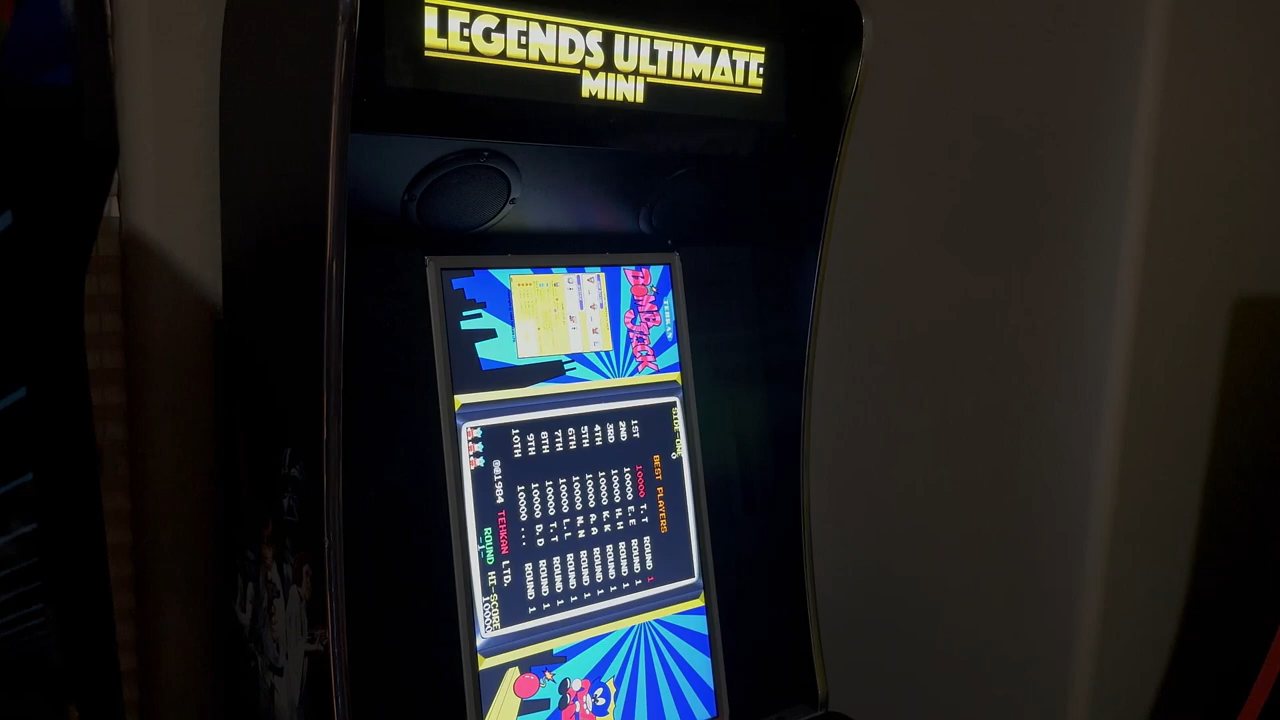 LEGENDS ULTIMATE
MINI
TEHKAN
BOMB JACK
SIDE-ONE
0
BEST PLAYERS
1ST 10000 T.T ROUND 1
2ND 10000 E.E ROUND 1
3RD 10000 H.H ROUND 1
4TH 10000 K.K ROUND 1
5TH 10000 A.A ROUND 1
6TH 10000 N.N ROUND 1
7TH 10000 L.L ROUND 1
8TH 10000 T.T ROUND 1
9TH 10000 D.D ROUND 1
10TH 10000 ... ROUND 1
1984 TEHKAN LTD.
ROUND HI-SCORE
-1- 10000